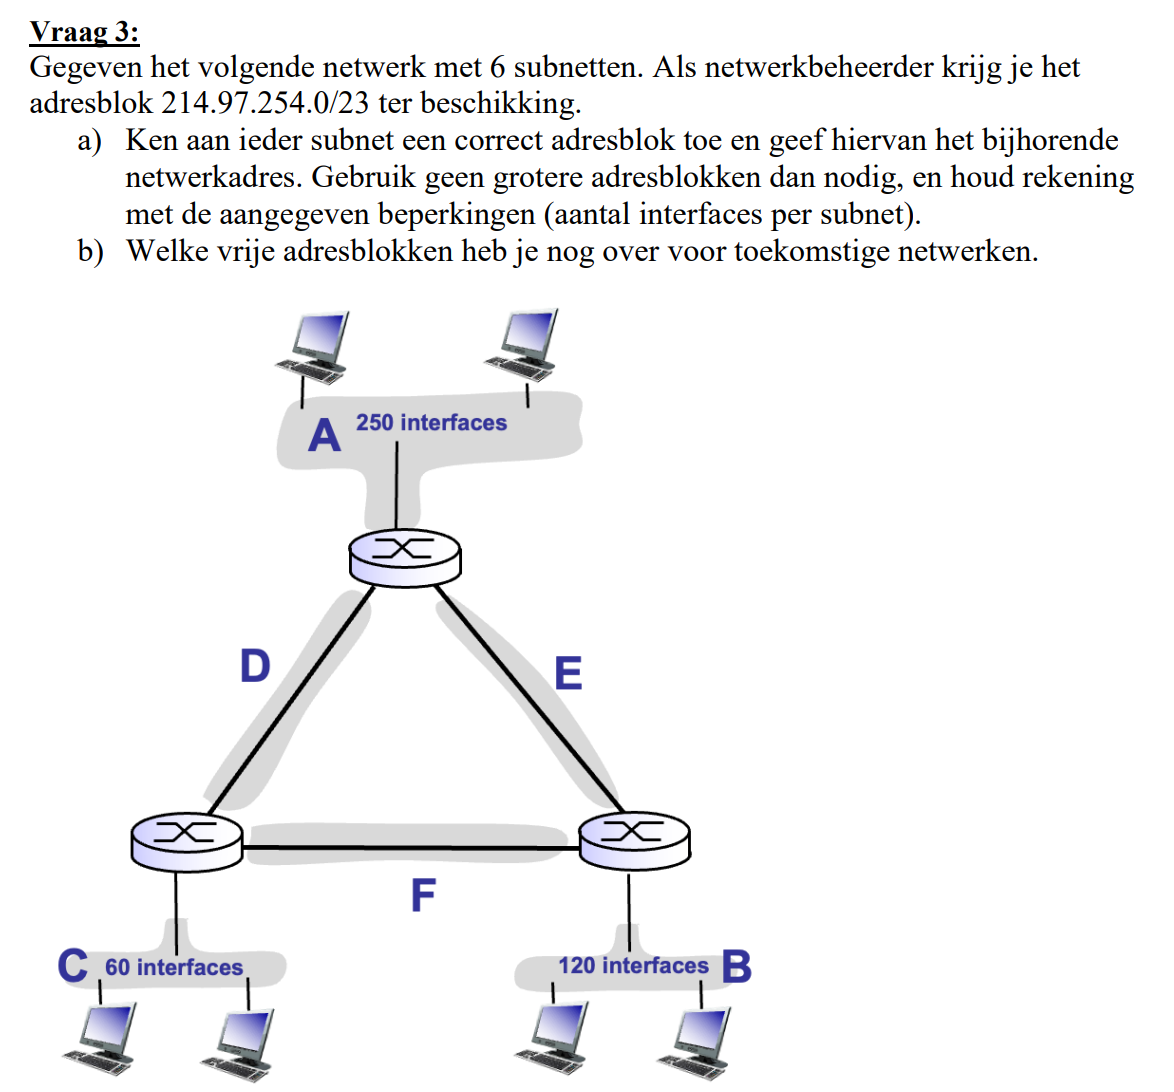 Vraag 3:
Gegeven het volgende netwerk met 6 subnetten. Als netwerkbeheerder krijg je het
adresblok 214.97.254.0/23 ter beschikking.
a) Ken aan ieder subnet een correct adresblok toe en geef hiervan het bijhorende
netwerkadres. Gebruik geen grotere adresblokken dan nodig, en houd rekening
met de aangegeven beperkingen (aantal interfaces per subnet).
b) Welke vrije adresblokken heb je nog over voor toekomstige netwerken.
A 250 interfaces
D
E
F
C 60 interfaces
120 interfaces B